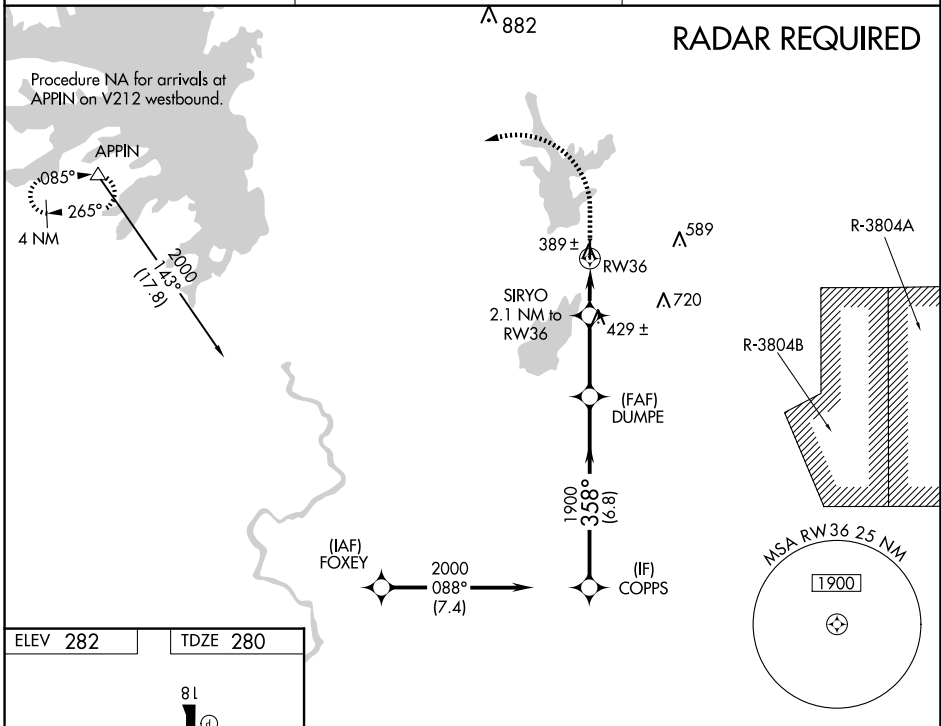 882
RADAR REQUIRED
Procedure NA for arrivals at
APPIN on V212 westbound.
APPIN
085°
265°
4 NM
2000
143°
(17.8)
389 ±
RW36
589
SIRYO
2.1 NM to
RW36
720
429 ±
R-3804A
R-3804B
(FAF)
DUMPE
1900
358°
(6.8)
(IAF)
FOXEY
2000
088°
(7.4)
(IF)
COPPS
MSA RW36 25 NM
1900
ELEV 282
TDZE 280
18
P